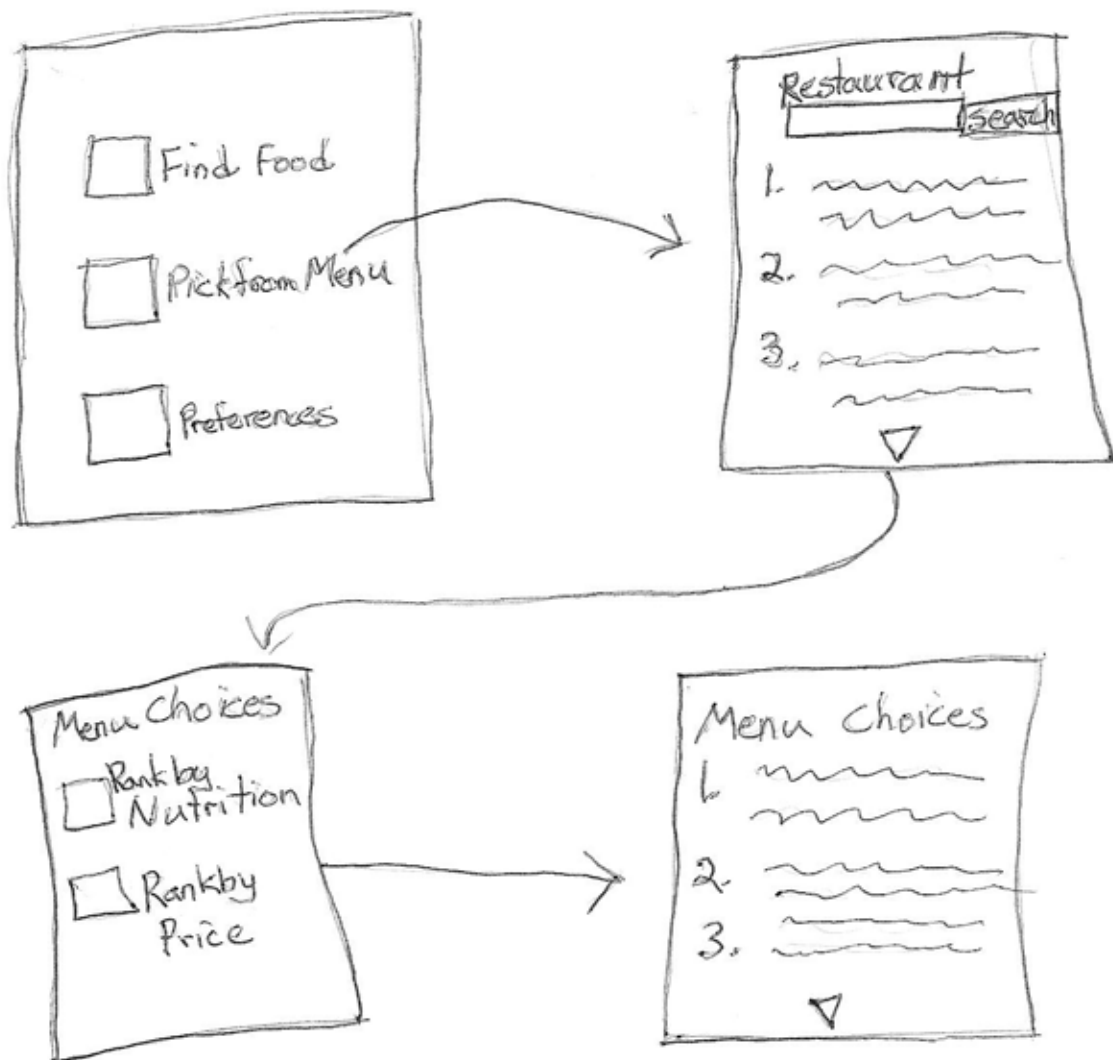 Find Food
Pick from Menu
Preferences
Restaurant
search
1.
2.
3.
Menu Choices
Rank by
Nutrition
Rank by
Price
Menu Choices
1.
2.
3.